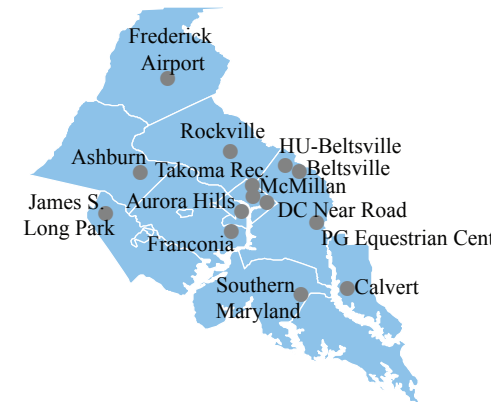 Frederick
Airport
Rockville
HU-Beltsville
Ashburn
Takoma Rec.
Beltsville
McMillan
James S.
Long Park
Aurora Hills
DC Near Road
Franconia
PG Equestrian Cent
Southern
Maryland
Calvert